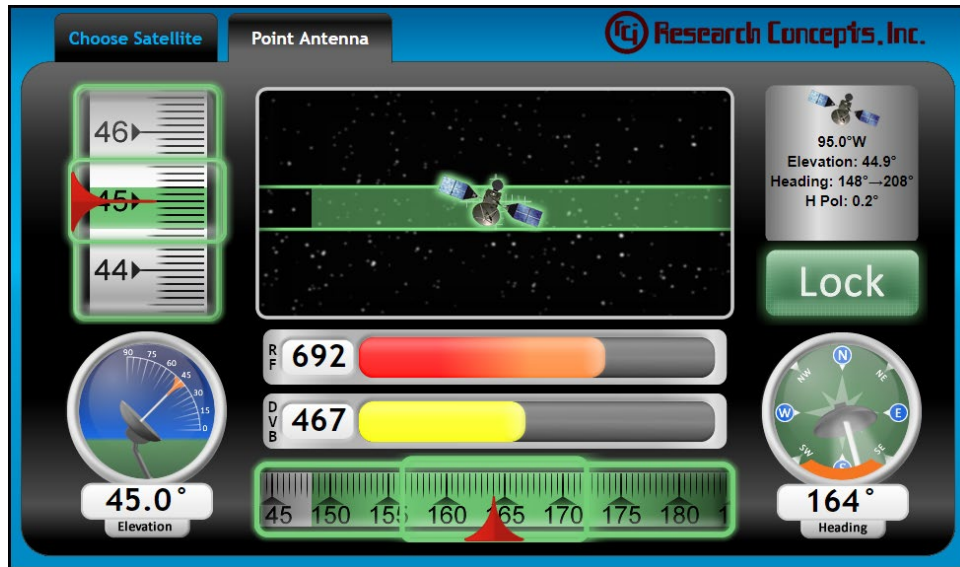 Choose Satellite
Point Antenna
rci Research Concepts, Inc.
46
45
44
95.0°W
Elevation: 44.9°
Heading: 148°→208°
H Pol: 0.2°
Lock
RF 692
DVB 467
90 75 60 45 30 15 0
45.0°
Elevation
45 150 155 160 165 170 175 180 1
N
NW NE
W E
SW SE
S
164°
Heading